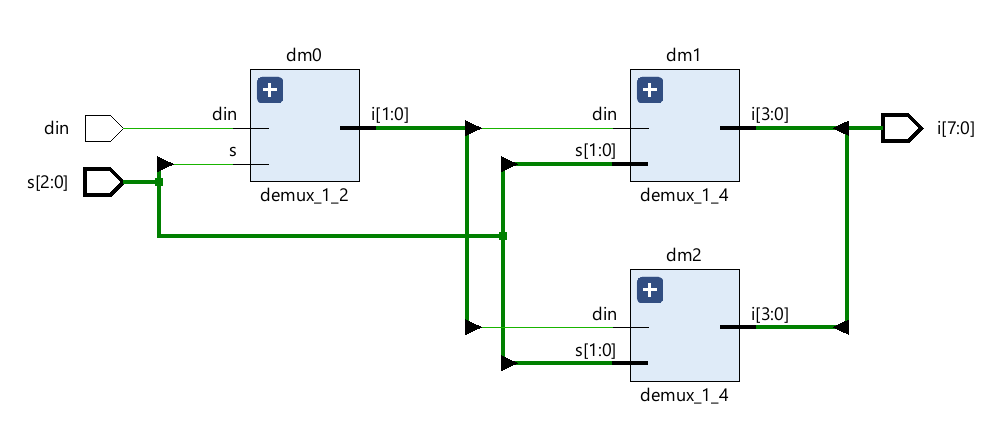 dm0
dm1
din
din
i[1:0]
din
i[3:0]
i[7:0]
s
s[1:0]
s[2:0]
demux_1_2
demux_1_4
dm2
din
i[3:0]
s[1:0]
demux_1_4